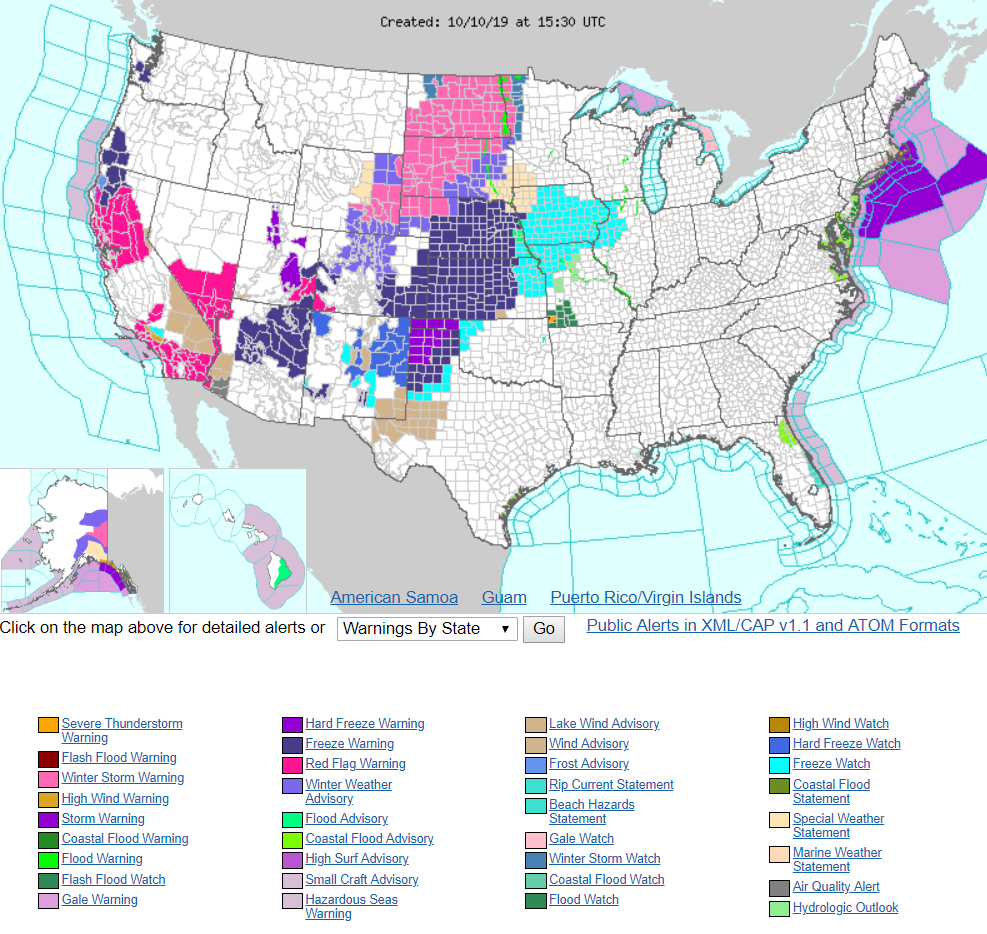 Created: 10/10/19 at 15:30 UTC
American Samoa Guam Puerto Rico/Virgin Islands
Click on the map above for detailed alerts or Warnings By State Go Public Alerts in XML/CAP v1.1 and ATOM Formats
Severe Thunderstorm
Warning
Flash Flood Warning
Winter Storm Warning
High Wind Warning
Storm Warning
Coastal Flood Warning
Flood Warning
Flash Flood Watch
Gale Warning
Hard Freeze Warning
Freeze Warning
Red Flag Warning
Winter Weather
Advisory
Flood Advisory
Coastal Flood Advisory
High Surf Advisory
Small Craft Advisory
Hazardous Seas
Warning
Lake Wind Advisory
Wind Advisory
Frost Advisory
Rip Current Statement
Beach Hazards
Statement
Gale Watch
Winter Storm Watch
Coastal Flood Watch
Flood Watch
High Wind Watch
Hard Freeze Watch
Freeze Watch
Coastal Flood
Statement
Special Weather
Statement
Marine Weather
Statement
Air Quality Alert
Hydrologic Outlook